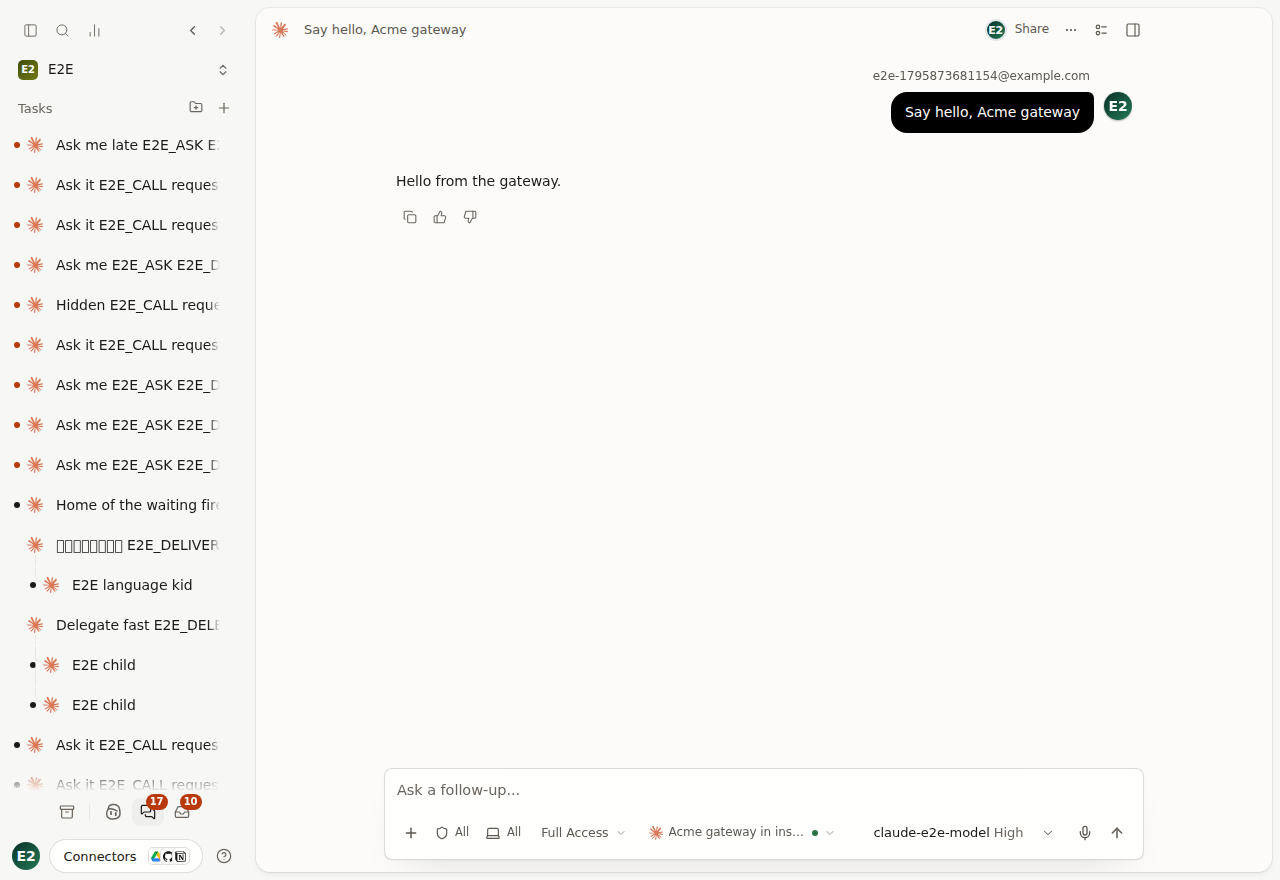 Say hello, Acme gateway
E2 Share
E2 E2E
Tasks
Ask me late E2E_ASK E2
Ask it E2E_CALL reques
Ask it E2E_CALL reques
Ask me E2E_ASK E2E_D
Hidden E2E_CALL reque
Ask it E2E_CALL reques
Ask me E2E_ASK E2E_D
Ask me E2E_ASK E2E_D
Ask me E2E_ASK E2E_D
Home of the waiting fire
E2E_DELIVER
E2E language kid
Delegate fast E2E_DELE
E2E child
E2E child
Ask it E2E_CALL reques
Ask it E2E_CALL reques
17 10
E2 Connectors
e2e-1795873681154@example.com
Say hello, Acme gateway
E2
Hello from the gateway.
Ask a follow-up...
All All Full Access Acme gateway in ins... claude-e2e-model High